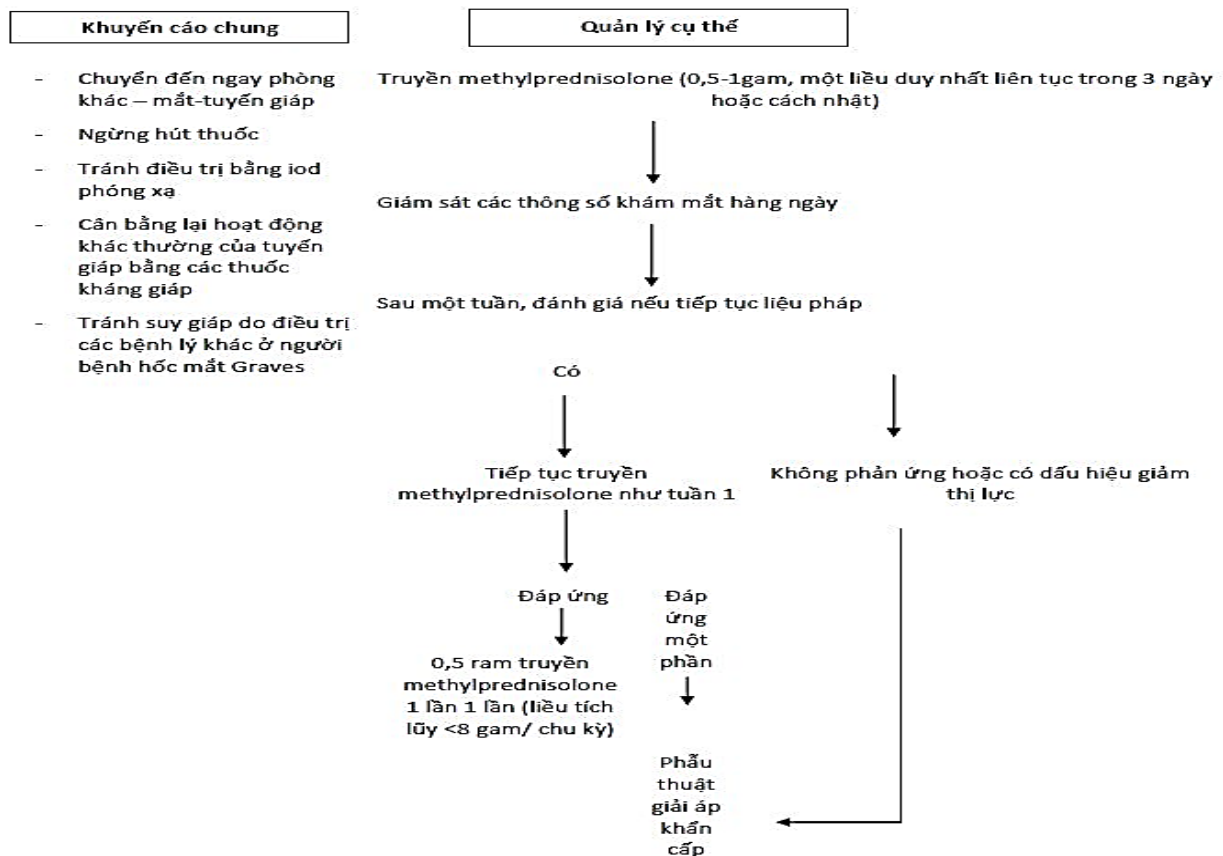 Khuyến cáo chung
- Chuyển đến ngay phòng
khác – mắt-tuyến giáp
- Ngừng hút thuốc
- Tránh điều trị bằng iod
phóng xạ
- Cân bằng lại hoạt động
khác thường của tuyến
giáp bằng các thuốc
kháng giáp
- Tránh suy giáp do điều trị
các bệnh lý khác ở người
bệnh hốc mắt Graves
Quản lý cụ thể
Truyền methylprednisolone (0,5-1gam, một liều duy nhất liên tục trong 3 ngày
hoặc cách nhật)
Giám sát các thông số khám mắt hàng ngày
Sau một tuần, đánh giá nếu tiếp tục liệu pháp
Có
Tiếp tục truyền
methylprednisolone như tuần 1
Không phản ứng hoặc có dấu hiệu giảm
thị lực
Đáp ứng
0,5 ram truyền
methylprednisolone
1 lần 1 lần (liều tích
lũy <8 gam/ chu kỳ)
Đáp
ứng
một
phần
Phẫu
thuật
giải áp
khẩn
cấp